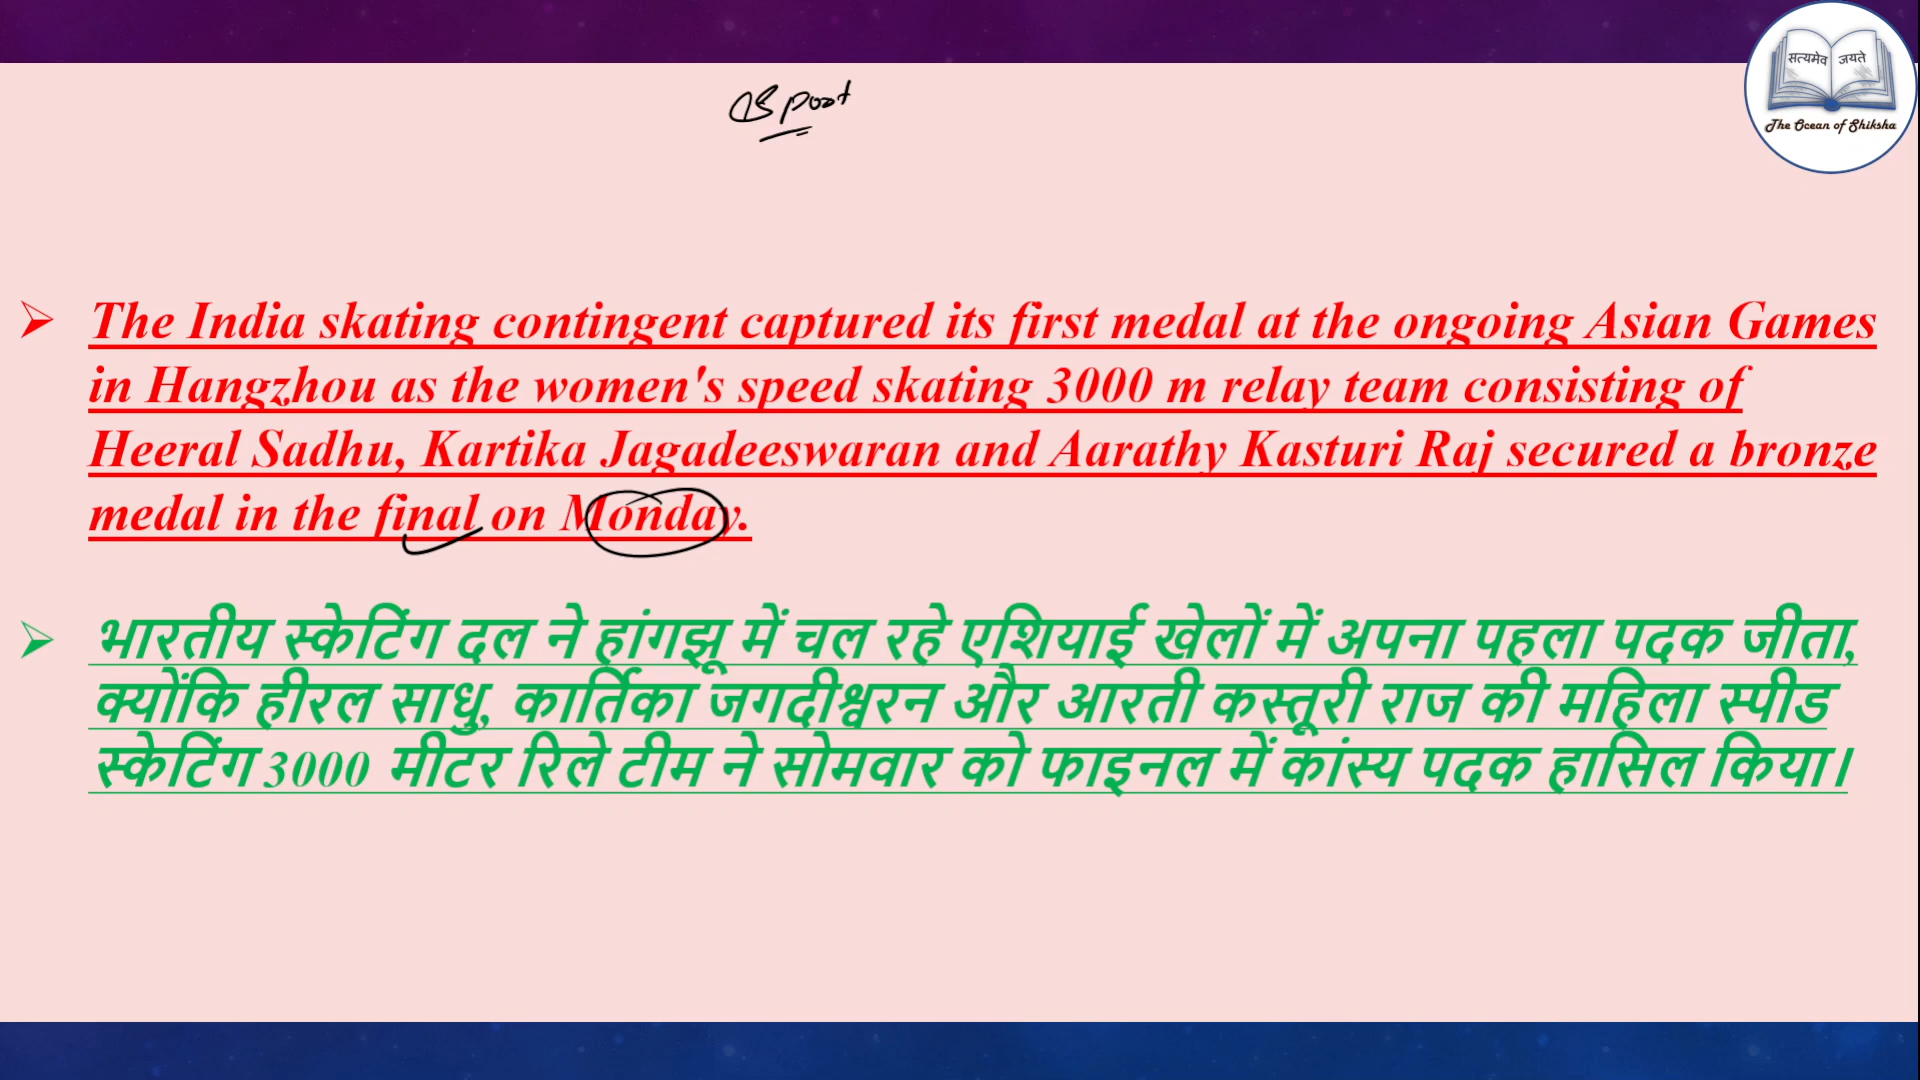 सत्यमेव जयते
The Ocean of Shiksha
Sport
The India skating contingent captured its first medal at the ongoing Asian Games
in Hangzhou as the women's speed skating 3000 m relay team consisting of
Heeral Sadhu, Kartika Jagadeeswaran and Aarathy Kasturi Raj secured a bronze
medal in the final on Monday.
भारतीय स्केटिंग दल ने हांगझू में चल रहे एशियाई खेलों में अपना पहला पदक जीता,
क्योंकि हीरल साधु, कार्तिका जगदीश्वरन और आरती कस्तूरी राज की महिला स्पीड
स्केटिंग 3000 मीटर रिले टीम ने सोमवार को फाइनल में कांस्य पदक हासिल किया।